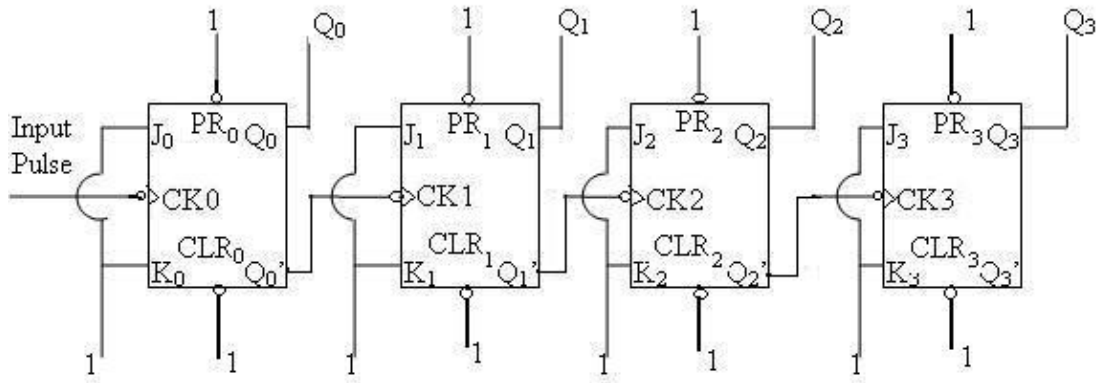 1 Q₀ 1 Q₁ 1 Q₂ 1 Q₃
Input Pulse
J₀ PR₀ Q₀
CK0
CLR₀
K₀ Q₀'
J₁ PR₁ Q₁
CK1
CLR₁
K₁ Q₁'
J₂ PR₂ Q₂
CK2
CLR₂
K₂ Q₂'
J₃ PR₃ Q₃
CK3
CLR₃
K₃ Q₃'
1 1 1 1 1 1 1 1